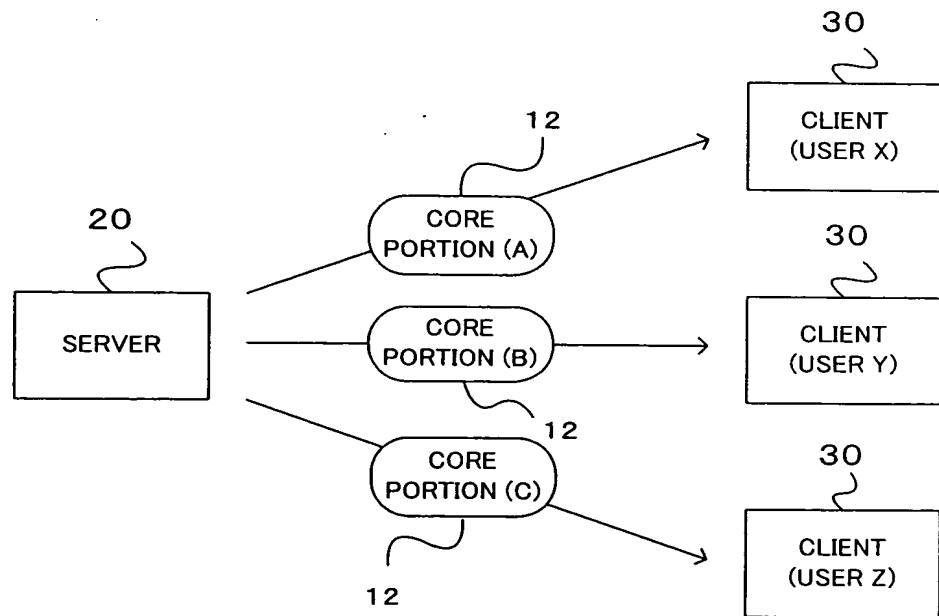 30
CLIENT
(USER X)
12
CORE
PORTION (A)
20
SERVER
30
CLIENT
(USER Y)
CORE
PORTION (B)
12
30
CLIENT
(USER Z)
CORE
PORTION (C)
12